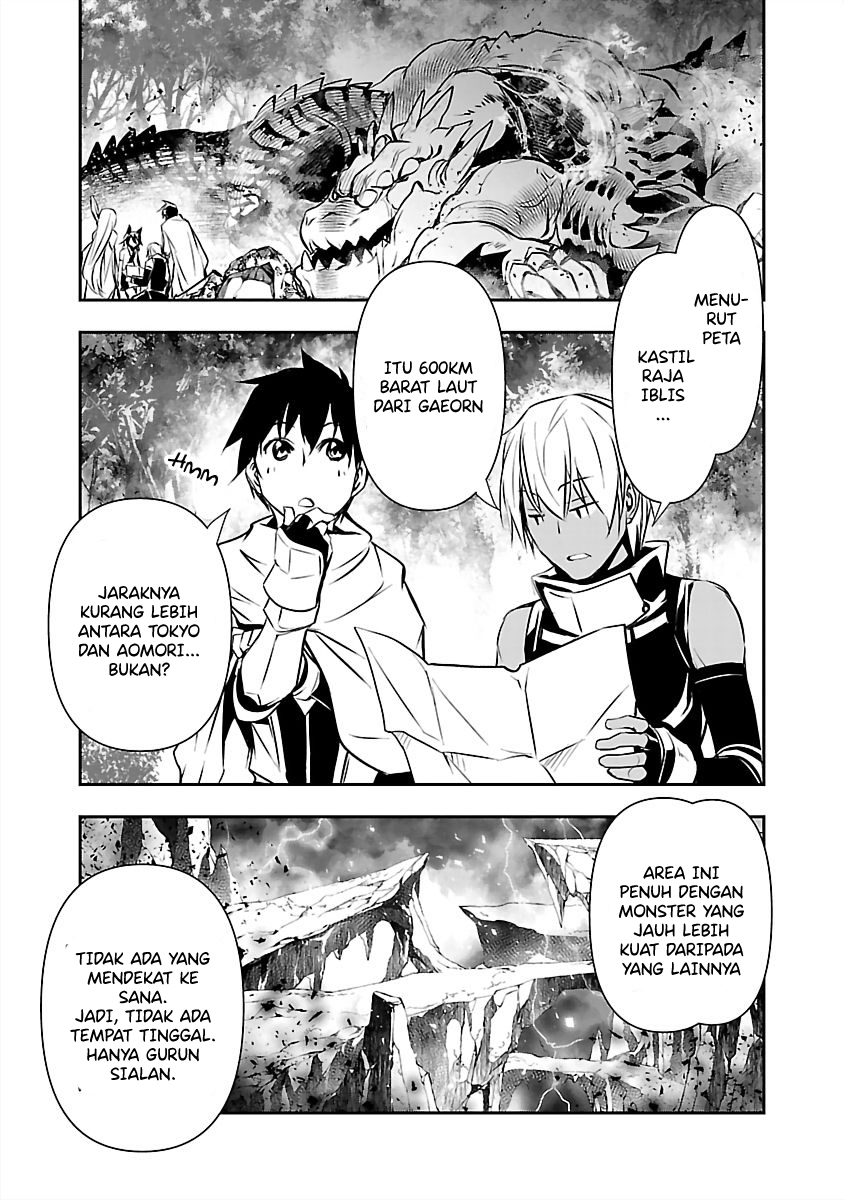 MENU-
RUT
PETA
KASTIL
RAJA
IBLIS
...
ITU 600KM
BARAT LAUT
DARI GAEORN
HMM
JARAKNYA
KURANG LEBIH
ANTARA TOKYO
DAN AOMORI...
BUKAN?
AREA INI
PENUH DENGAN
MONSTER YANG
JAUH LEBIH
KUAT DARIPADA
YANG LAINNYA
TIDAK ADA YANG
MENDEKAT KE
SANA.
JADI, TIDAK ADA
TEMPAT TINGGAL.
HANYA GURUN
SIALAN.